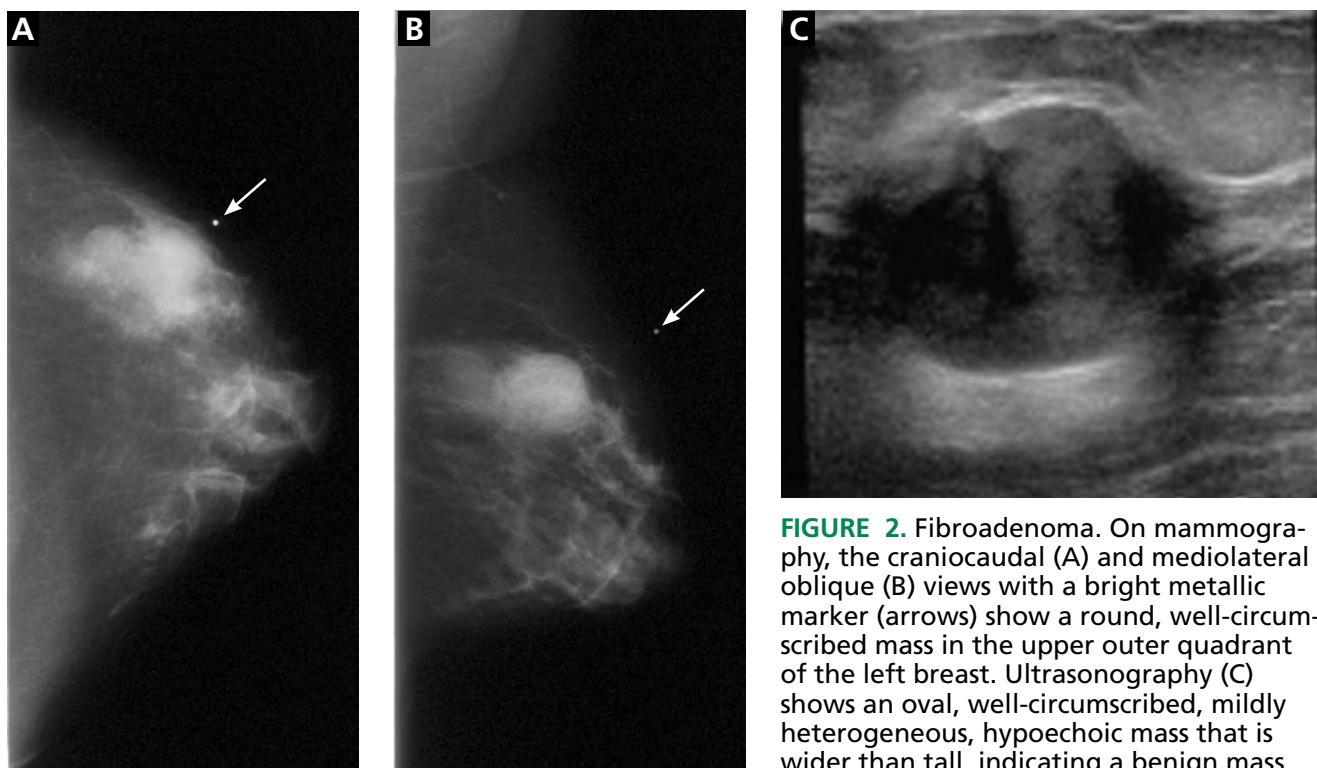 A
B
C
FIGURE 2. Fibroadenoma. On mammogra-
phy, the craniocaudal (A) and mediolateral
oblique (B) views with a bright metallic
marker (arrows) show a round, well-circum-
scribed mass in the upper outer quadrant
of the left breast. Ultrasonography (C)
shows an oval, well-circumscribed, mildly
heterogeneous, hypoechoic mass that is
wider than tall, indicating a benign mass.